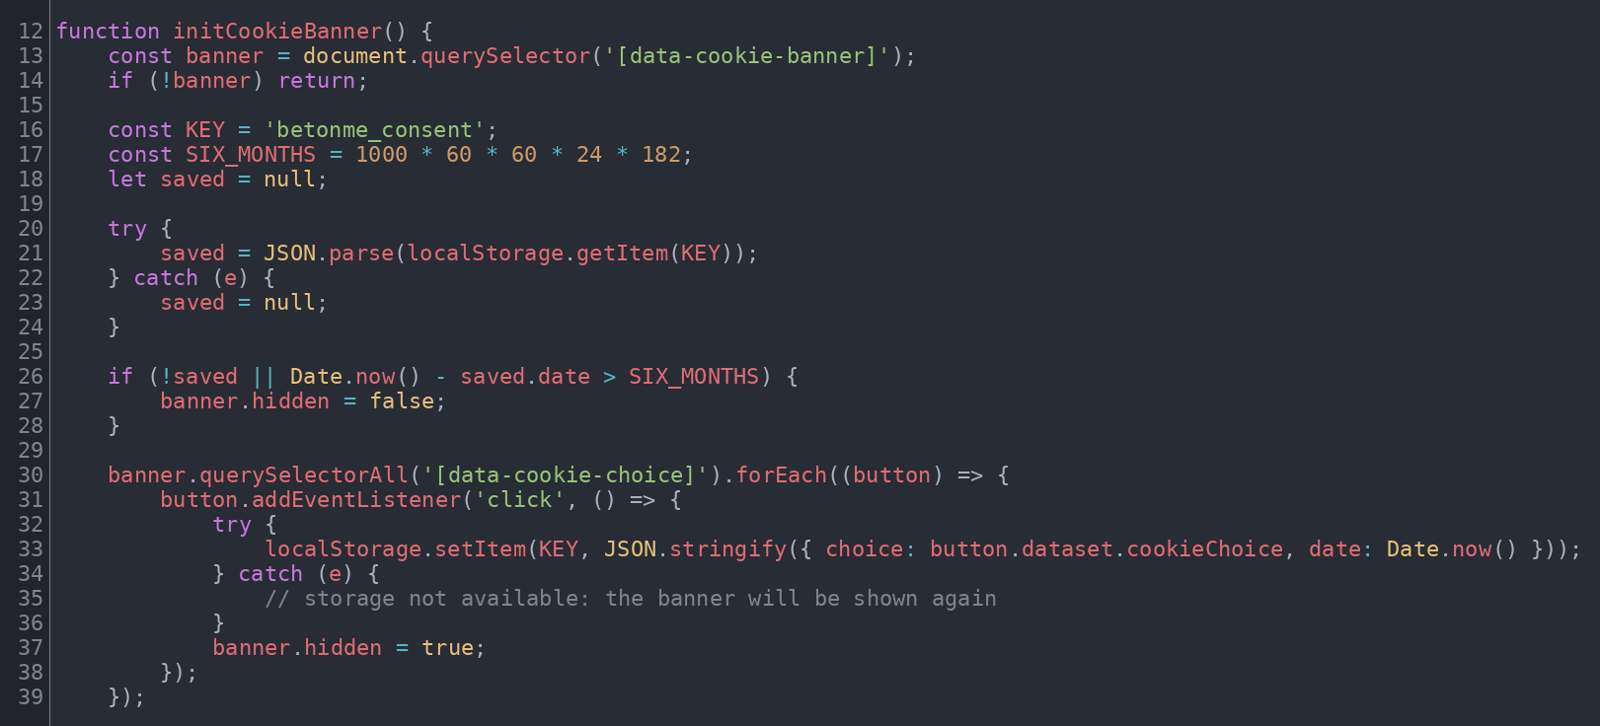 12 function initCookieBanner() {
13     const banner = document.querySelector('[data-cookie-banner]');
14     if (!banner) return;
15
16     const KEY = 'betonme_consent';
17     const SIX_MONTHS = 1000 * 60 * 60 * 24 * 182;
18     let saved = null;
19
20     try {
21         saved = JSON.parse(localStorage.getItem(KEY));
22     } catch (e) {
23         saved = null;
24     }
25
26     if (!saved || Date.now() - saved.date > SIX_MONTHS) {
27         banner.hidden = false;
28     }
29
30     banner.querySelectorAll('[data-cookie-choice]').forEach((button) => {
31         button.addEventListener('click', () => {
32             try {
33                 localStorage.setItem(KEY, JSON.stringify({ choice: button.dataset.cookieChoice, date: Date.now() }));
34             } catch (e) {
35                 // storage not available: the banner will be shown again
36             }
37             banner.hidden = true;
38         });
39     });